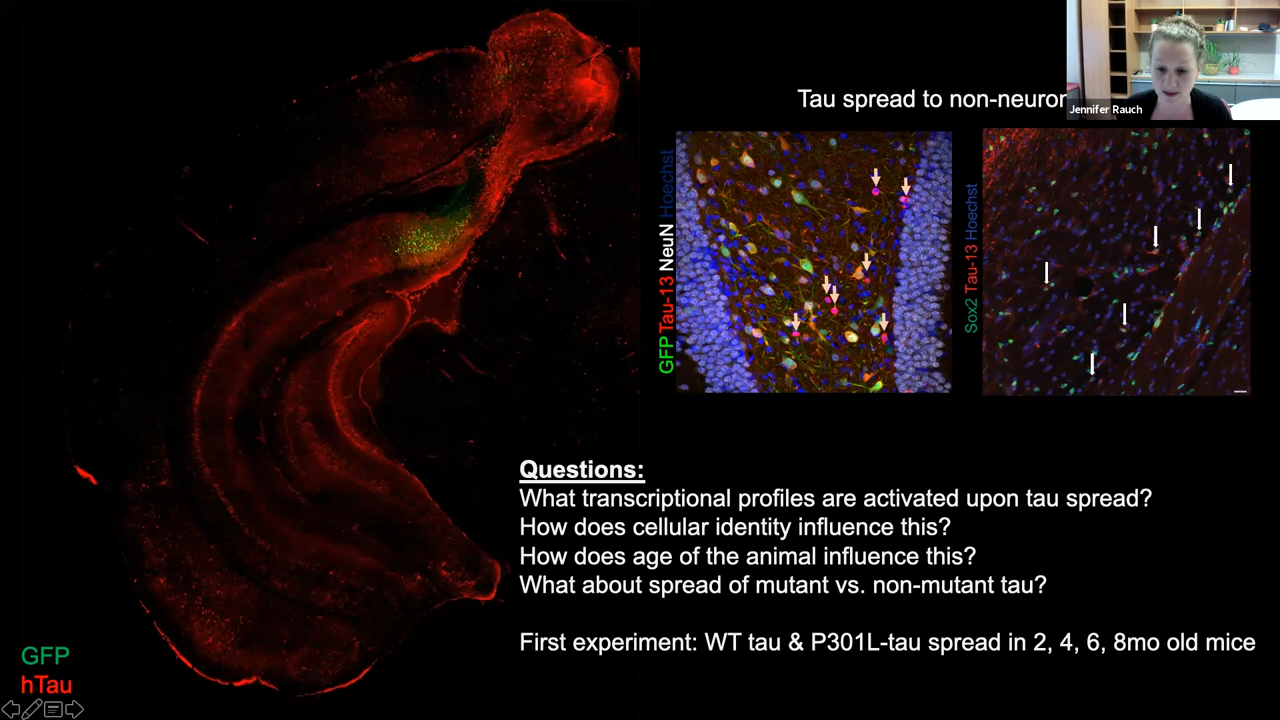 Tau spread to non-neuron
Jennifer Rauch
GFP Tau-13 NeuN Hoechst
Sox2 Tau-13 Hoechst
Questions:
What transcriptional profiles are activated upon tau spread?
How does cellular identity influence this?
How does age of the animal influence this?
What about spread of mutant vs. non-mutant tau?
First experiment: WT tau & P301L-tau spread in 2, 4, 6, 8mo old mice
GFP
hTau